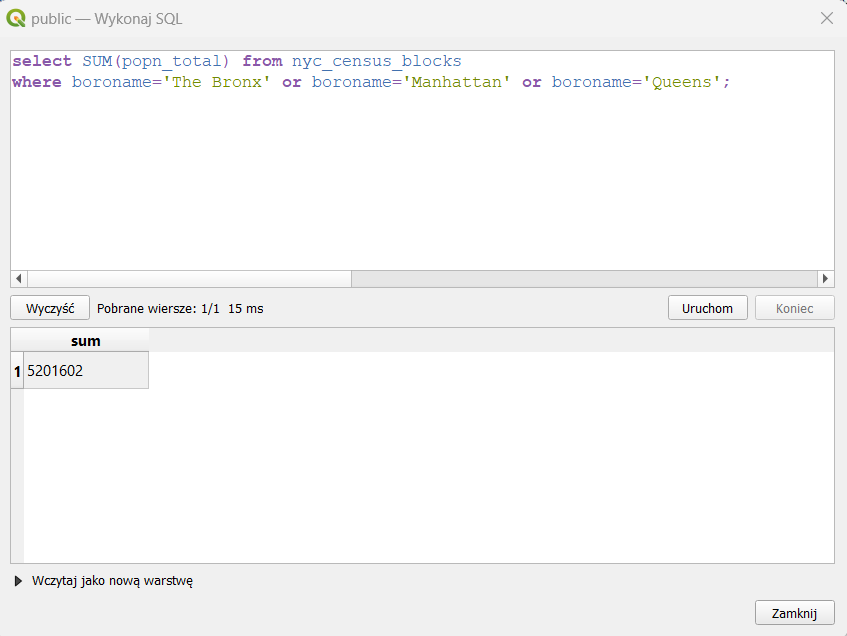 public — Wykonaj SQL
select SUM(popn_total) from nyc_census_blocks
where boroname='The Bronx' or boroname='Manhattan' or boroname='Queens';
Wyczyść Pobrane wiersze: 1/1 15 ms Uruchom Koniec
sum
1 5201602
Wczytaj jako nową warstwę
Zamknij